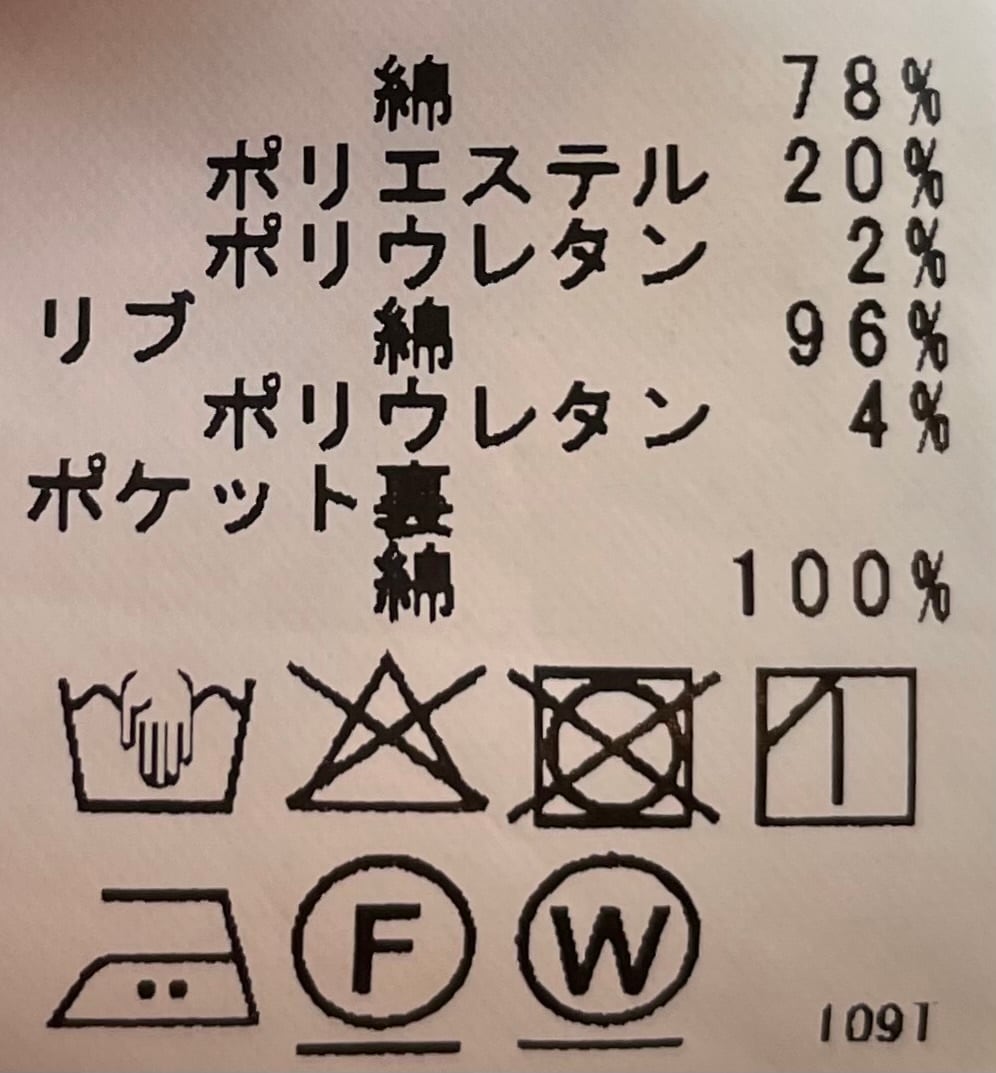 綿 78%
ポリエステル 20%
ポリウレタン 2%
リブ 綿 96%
ポリウレタン 4%
ポケット裏
綿 100%
F W
109T